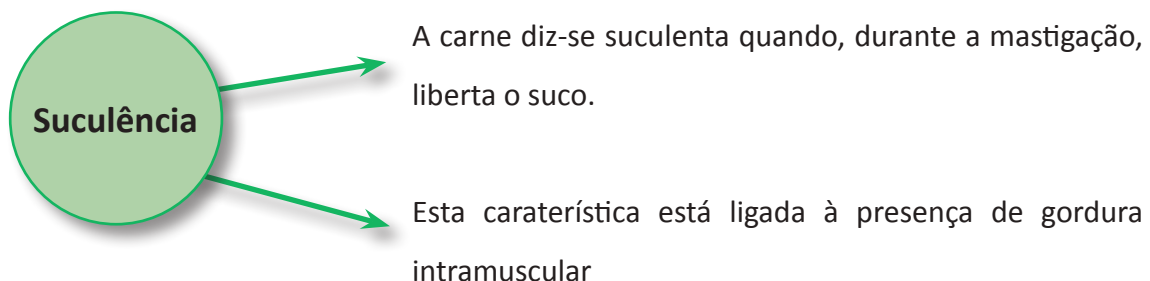 Suculência
A carne diz-se suculenta quando, durante a mastigação,
liberta o suco.
Esta caraterística está ligada à presença de gordura
intramuscular